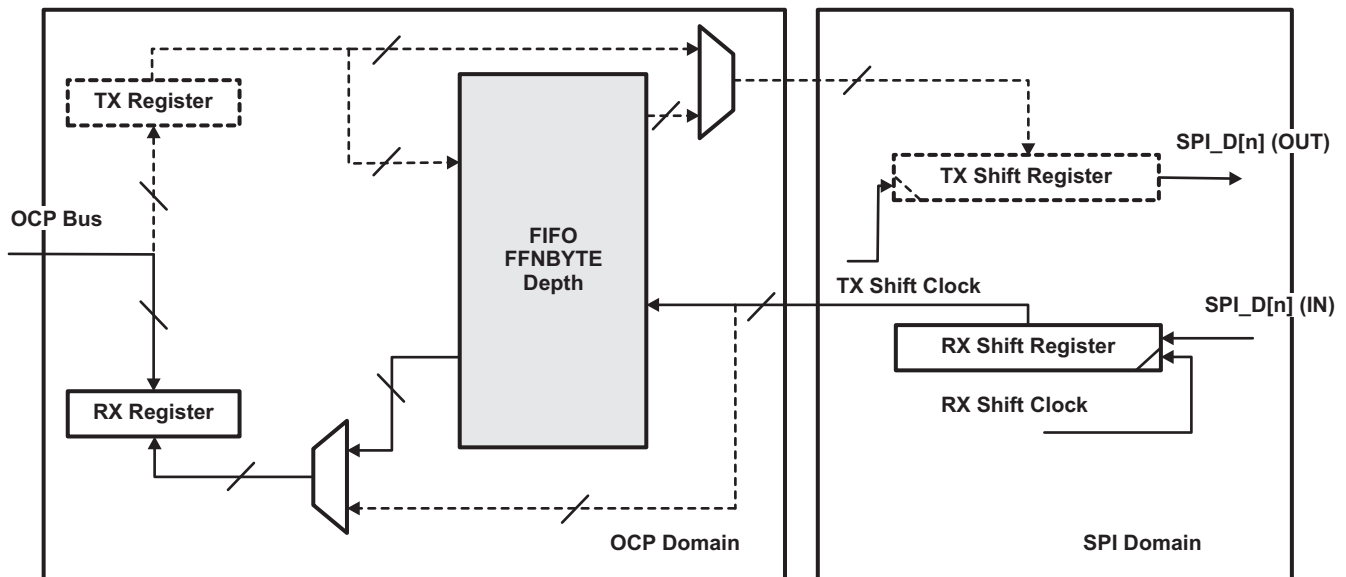 TX Register
SPI_D[n] (OUT)
TX Shift Register
OCP Bus
FIFO
FFNBYTE
Depth
TX Shift Clock
SPI_D[n] (IN)
RX Shift Register
RX Register
RX Shift Clock
OCP Domain
SPI Domain